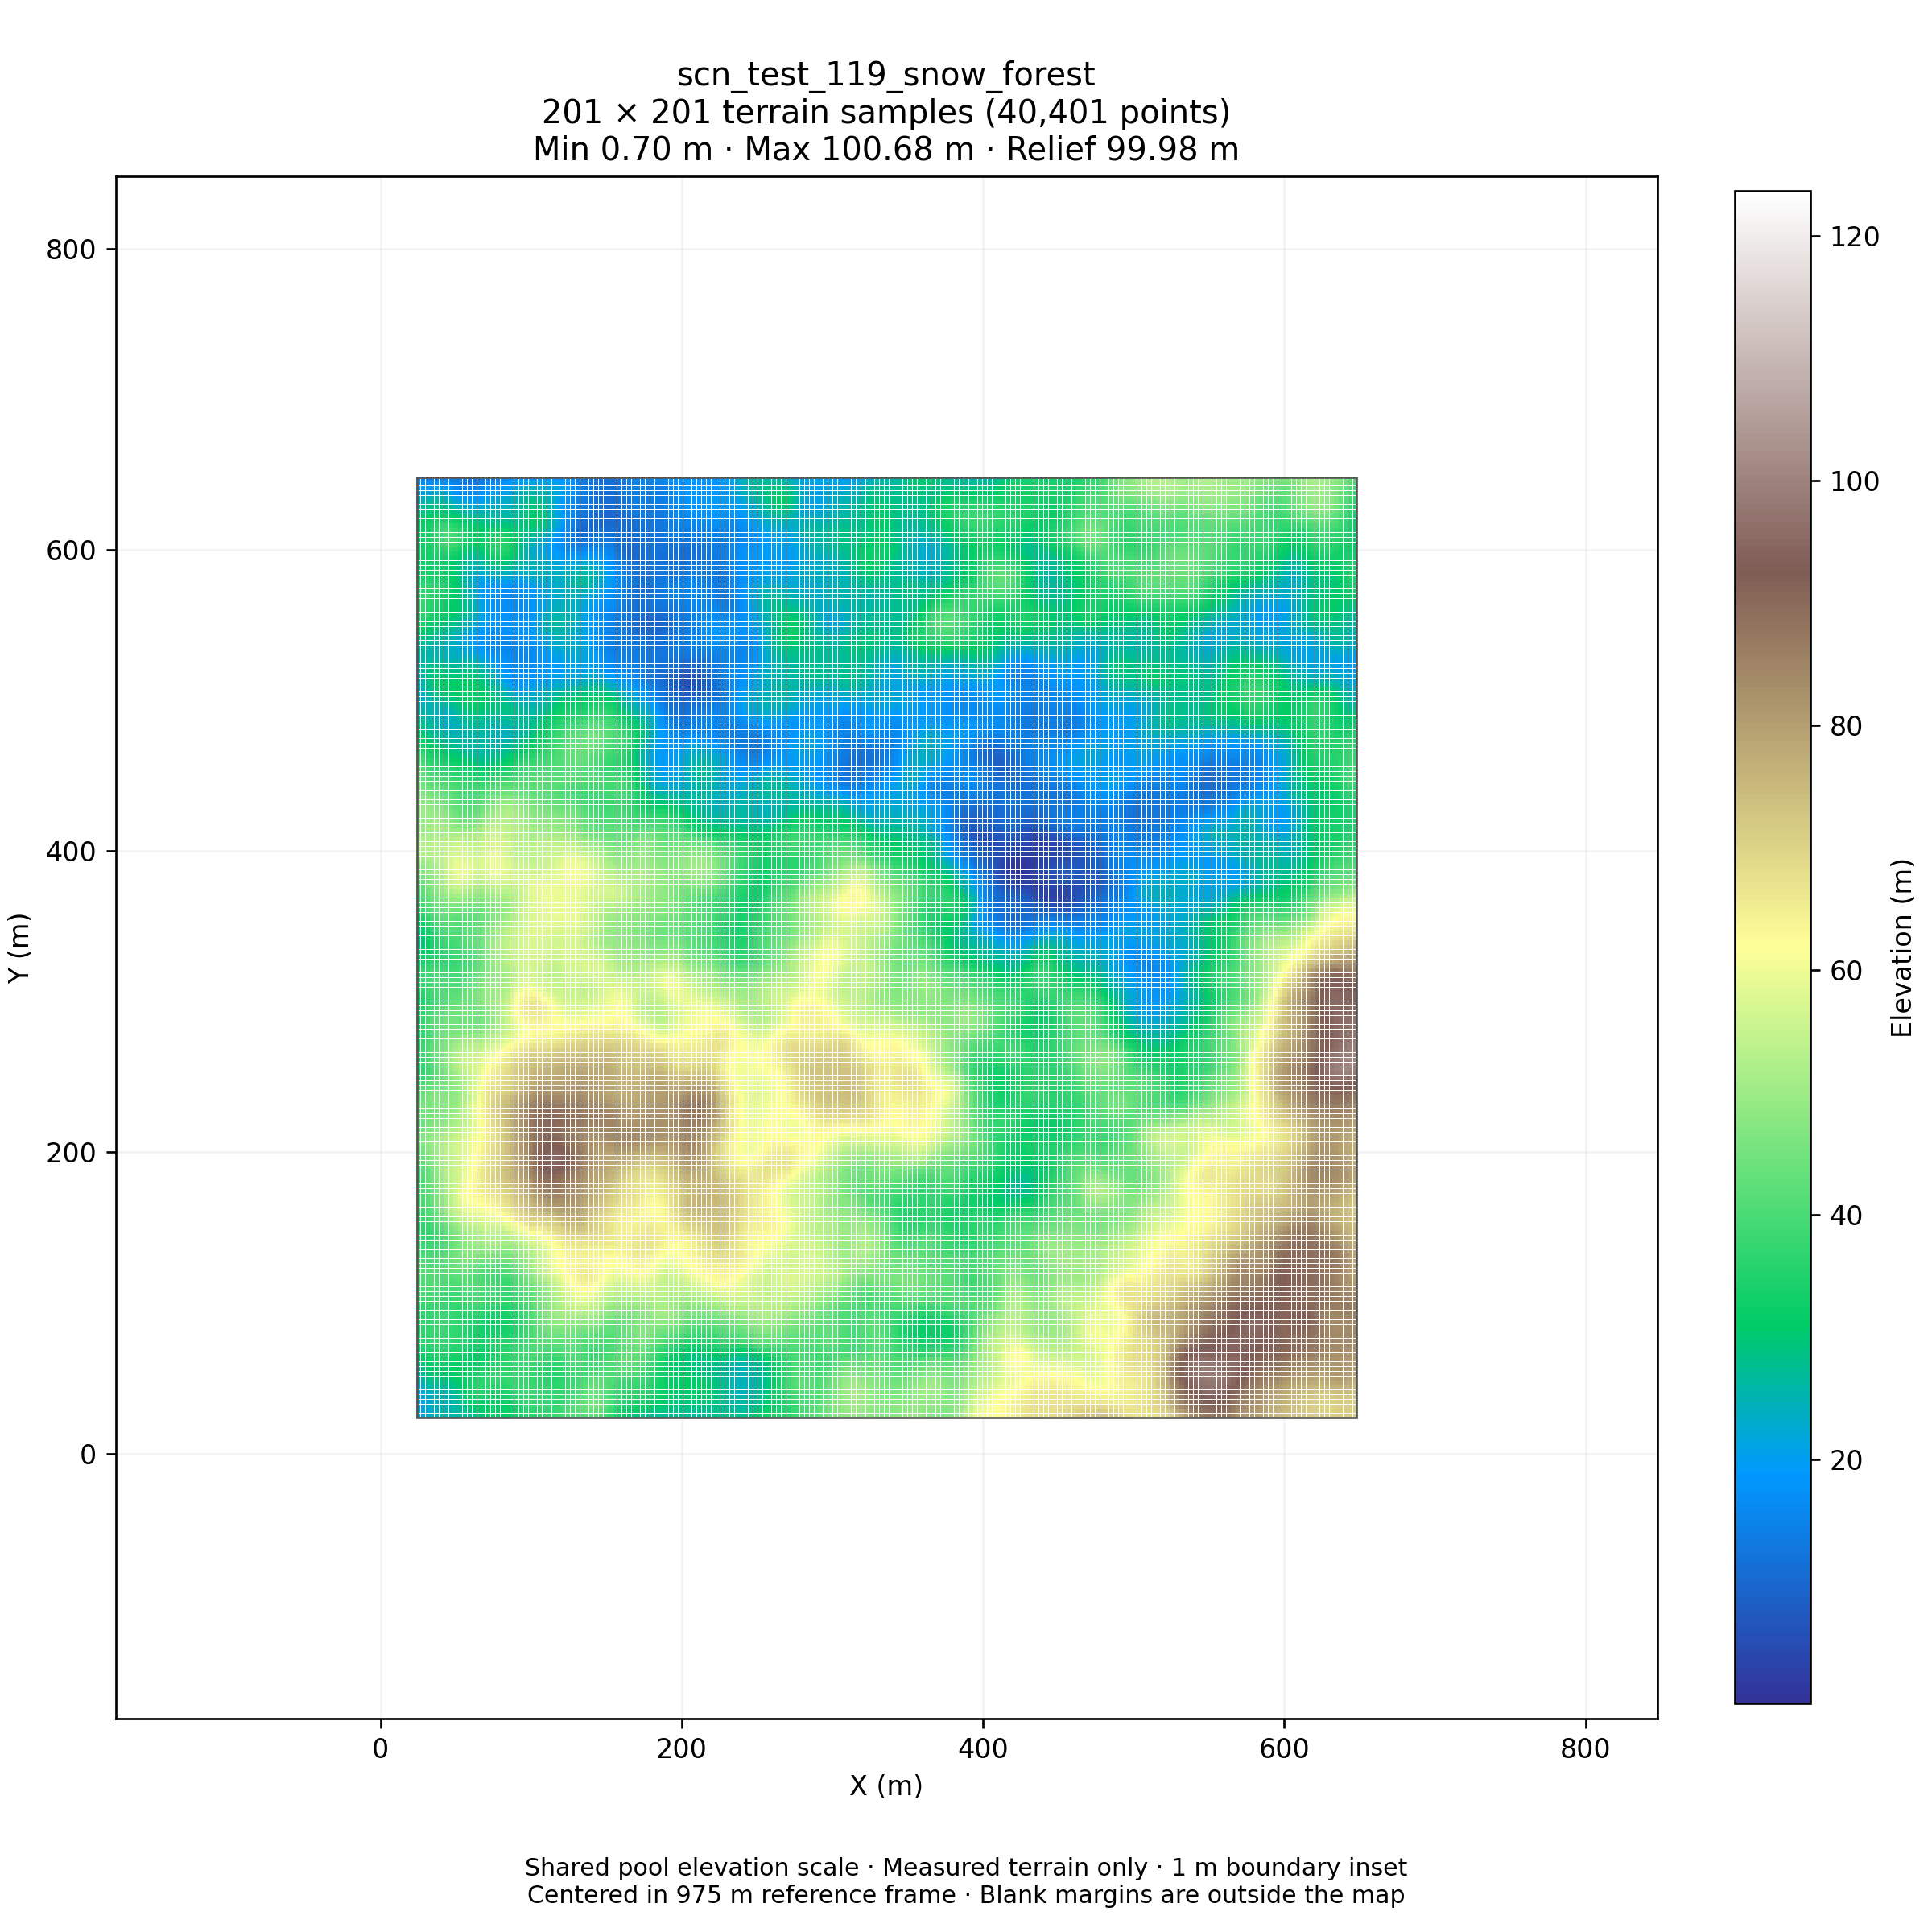 scn_test_119_snow_forest
201 × 201 terrain samples (40,401 points)
Min 0.70 m · Max 100.68 m · Relief 99.98 m
800
600
400
200
0
Y (m)
0
200
400
600
800
X (m)
120
100
80
60
40
20
Elevation (m)
Shared pool elevation scale · Measured terrain only · 1 m boundary inset
Centered in 975 m reference frame · Blank margins are outside the map